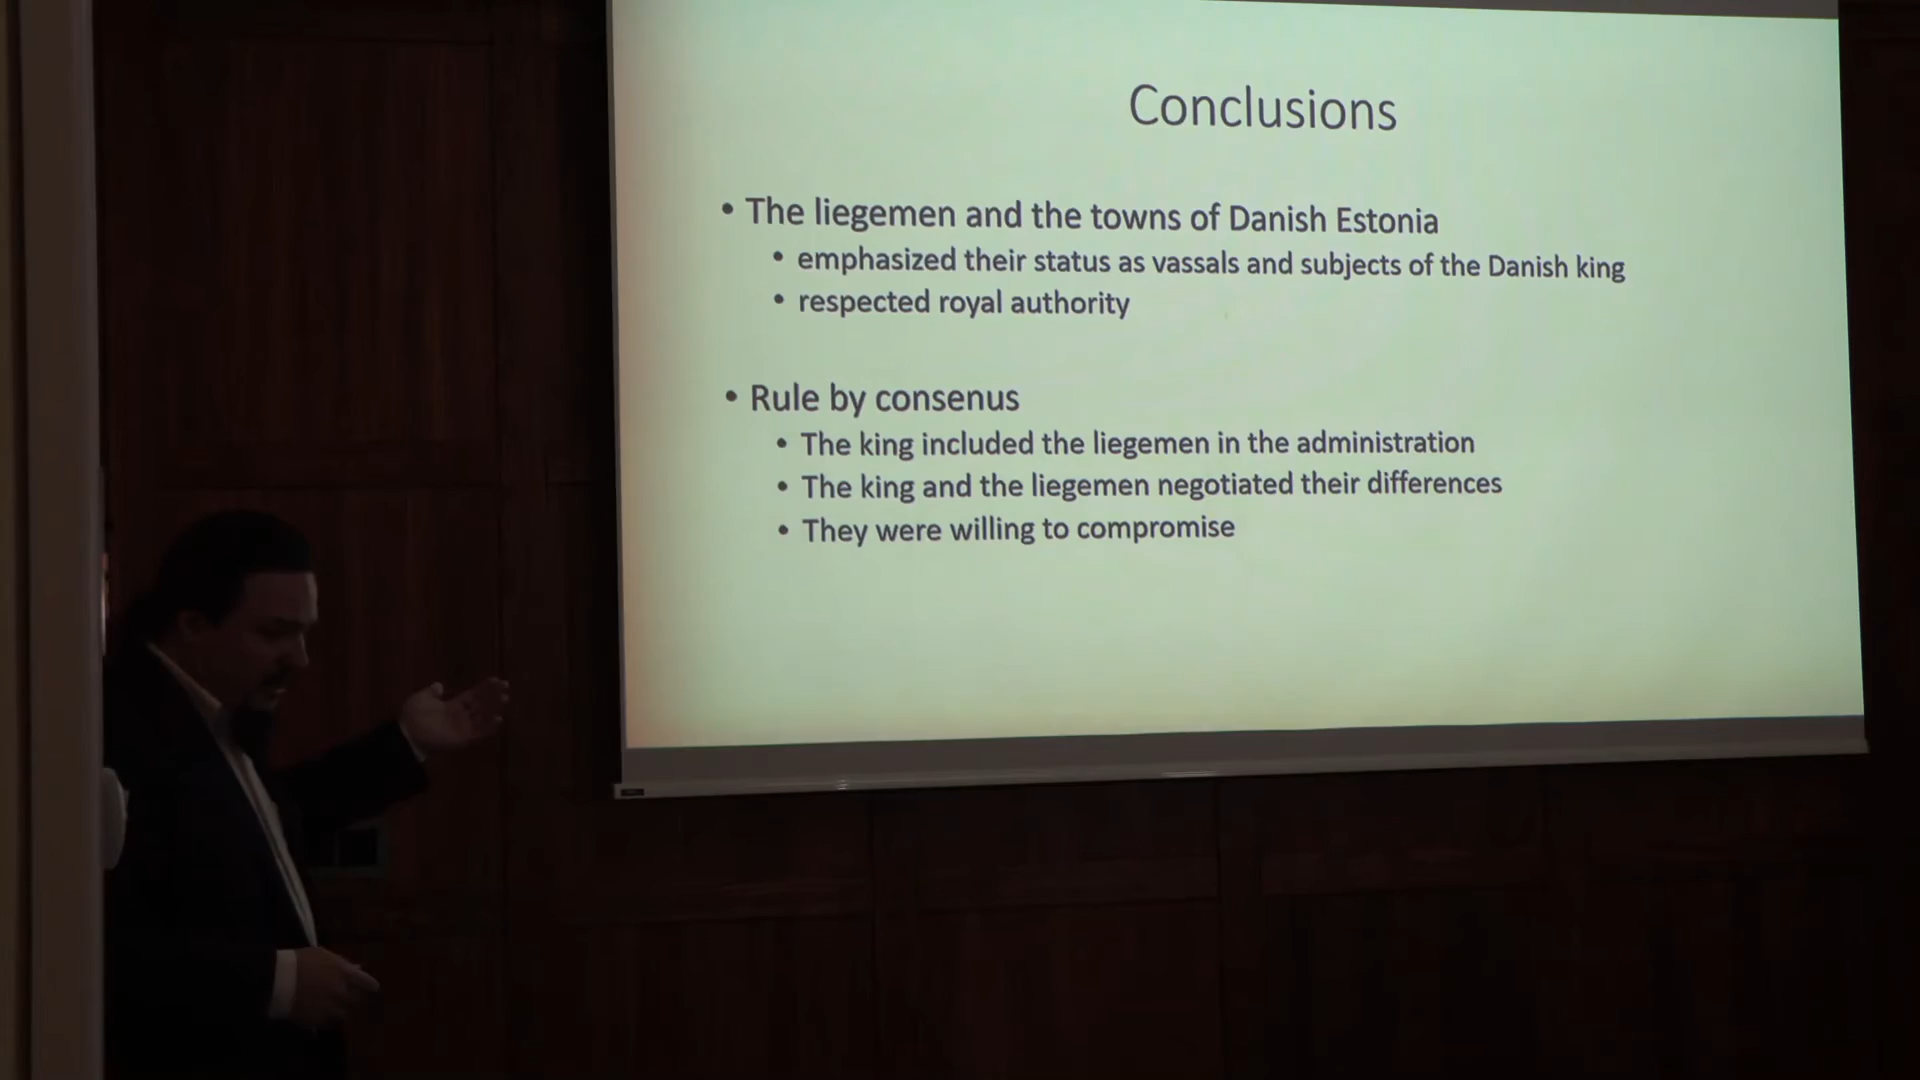 Conclusions
• The liegemen and the towns of Danish Estonia
• emphasized their status as vassals and subjects of the Danish king
• respected royal authority
• Rule by consenus
• The king included the liegemen in the administration
• The king and the liegemen negotiated their differences
• They were willing to compromise